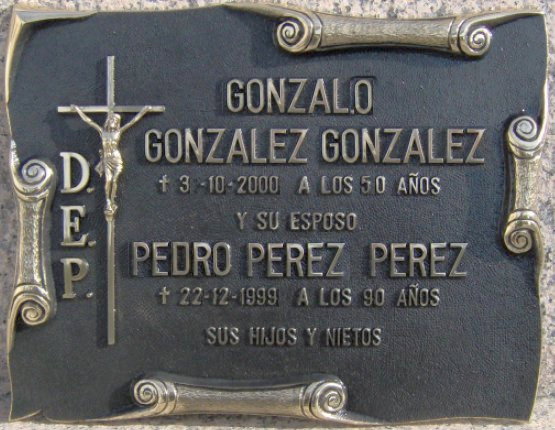 GONZALO
GONZALEZ GONZALEZ
D.
E.
P.
✝ 3-10-2000 A LOS 50 AÑOS
Y SU ESPOSO
PEDRO PEREZ PEREZ
✝ 22-12-1999 A LOS 90 AÑOS
SUS HIJOS Y NIETOS